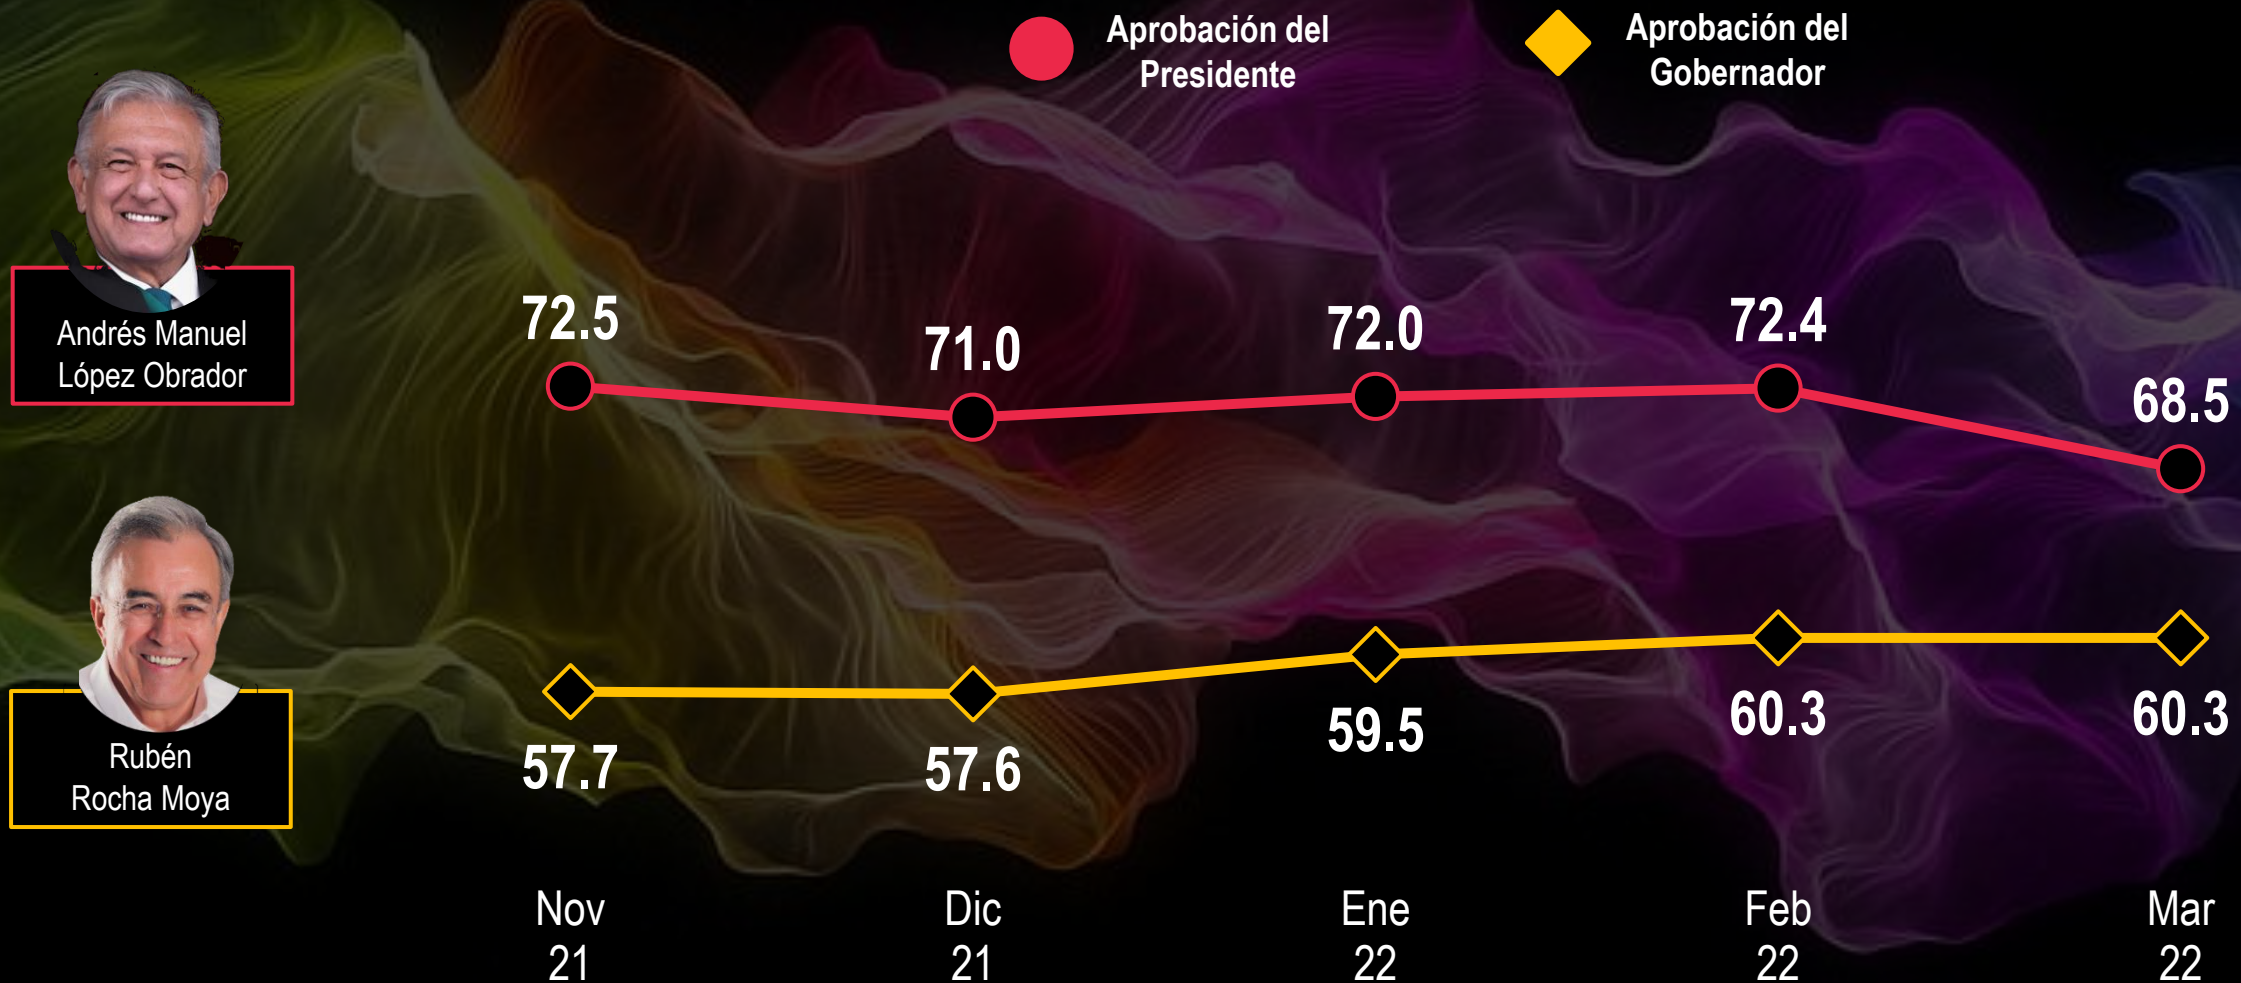 Aprobación del
Presidente
Aprobación del
Gobernador
Andrés Manuel
López Obrador
72.5
71.0
72.0
72.4
68.5
Rubén
Rocha Moya
57.7
57.6
59.5
60.3
60.3
Nov
21
Dic
21
Ene
22
Feb
22
Mar
22